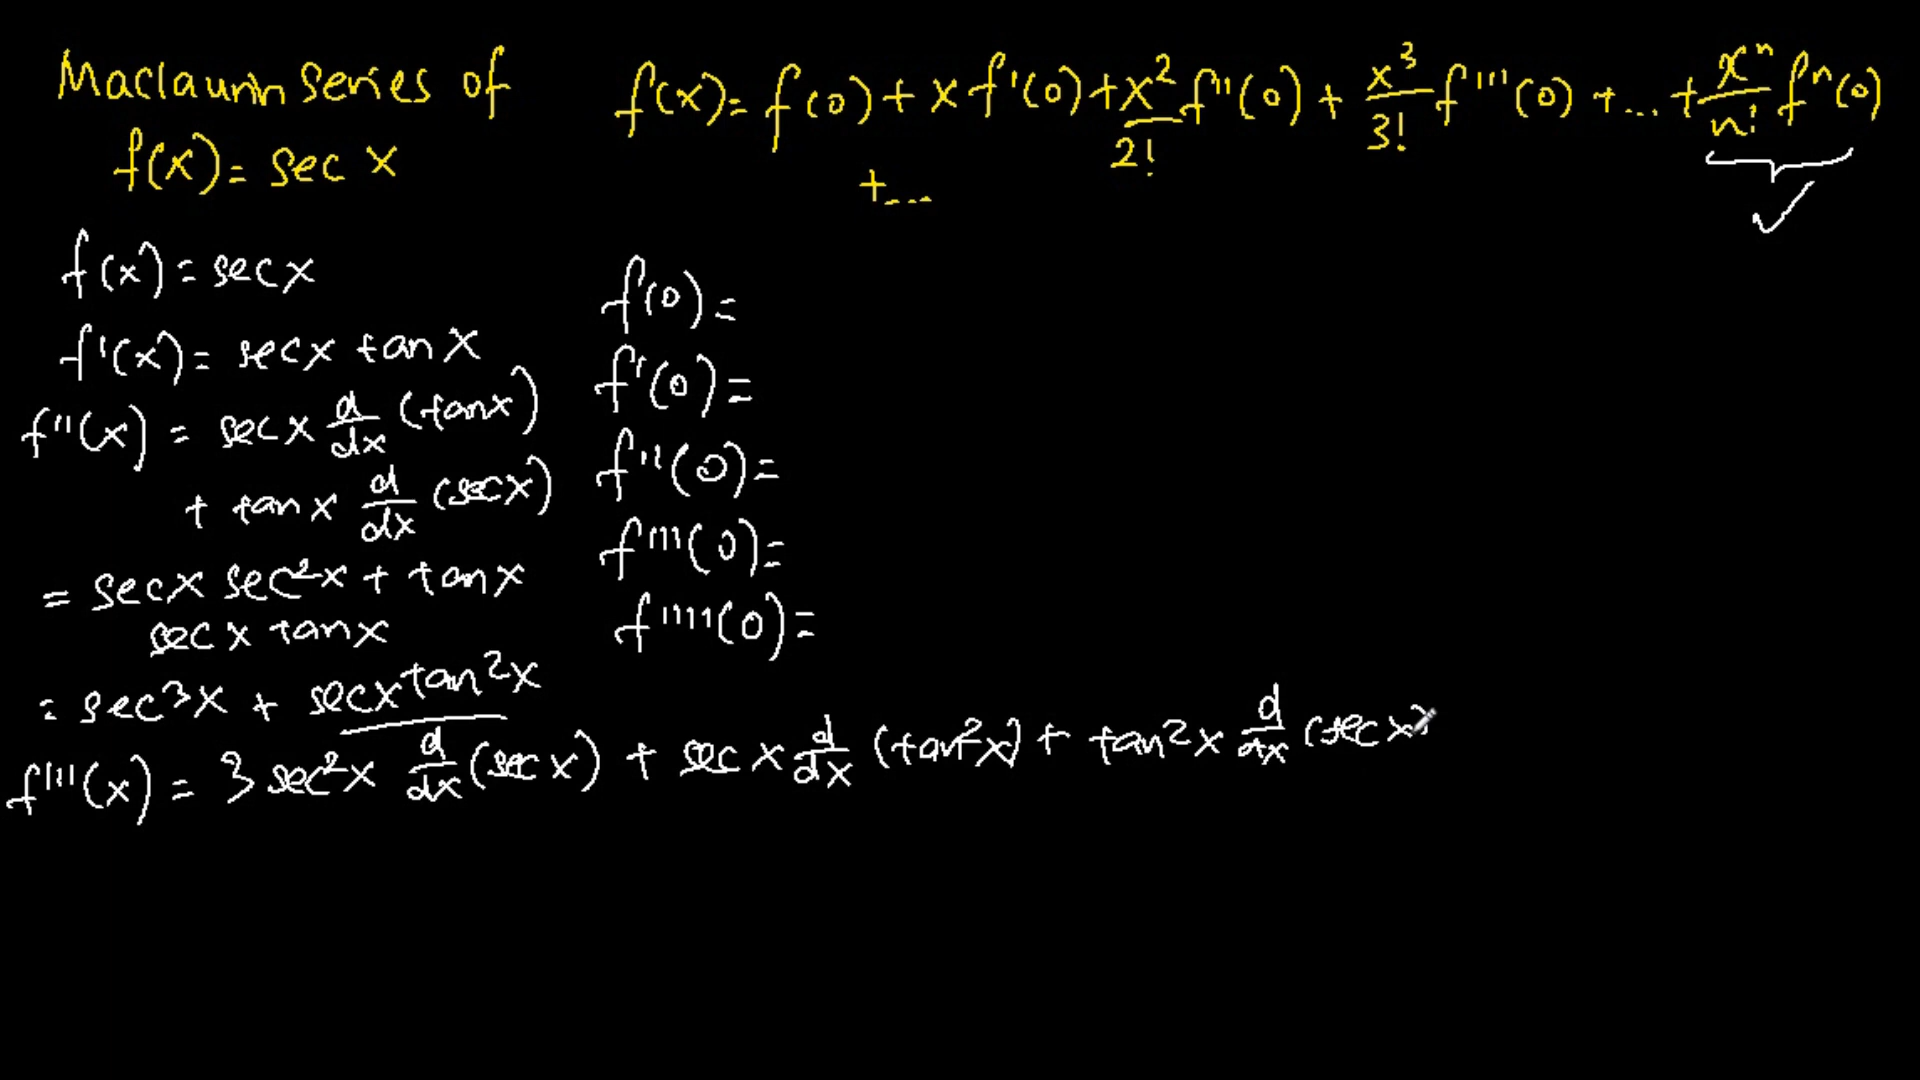 Maclaurin series of
f(x) = sec x
f(x) = f(0) + x f'(0) + x²/2! f''(0) + x³/3! f'''(0) + ... + xⁿ/n! fⁿ(0)
+...
f(x) = sec x
f'(x) = sec x tan x
f''(x) = sec x d/dx (tan x)
+ tan x d/dx (sec x)
= sec x sec²x + tan x
sec x tan x
= sec³x + sec x tan²x
f(0) =
f'(0) =
f''(0) =
f'''(0) =
f''''(0) =
f'''(x) = 3 sec²x d/dx (sec x) + sec x d/dx (tan²x) + tan²x d/dx (sec x)